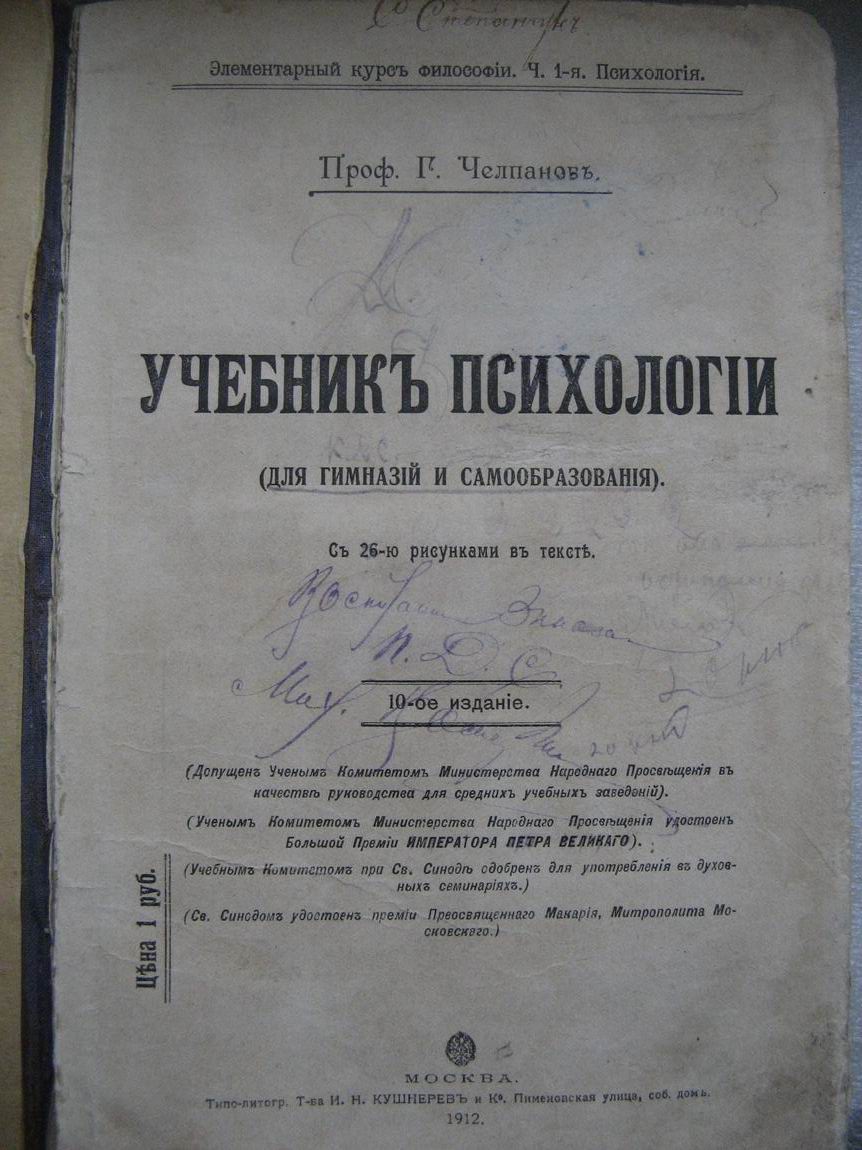 Элементарный курсъ философіи. Ч. 1-я. Психологія.
Проф. Г. Челпановъ.
УЧЕБНИКЪ ПСИХОЛОГІИ
(ДЛЯ ГИМНАЗІЙ И САМООБРАЗОВАНІЯ).
Съ 26-ю рисунками въ текстѣ.
П. Д. С.
Мих.
10-ое изданіе.
(Допущенъ Ученымъ Комитетомъ Министерства Народнаго Просвѣщенія въ
качествѣ руководства для среднихъ учебныхъ заведеній).
(Ученымъ Комитетомъ Министерства Народнаго Просвѣщенія удостоенъ
Большой Преміи ИМПЕРАТОРА ПЕТРА ВЕЛИКАГО).
(Учебнымъ Комитетомъ при Св. Синодѣ одобренъ для употребленія въ духов-
ныхъ семинаріяхъ.)
(Св. Синодомъ удостоенъ преміи Преосвященнаго Макарія, Митрополита Мо-
сковскаго.)
Цѣна 1 руб.
МОСКВА.
Типо-литогр. Т-ва И. Н. КУШНЕРЕВЪ и Кº. Пименовская улица, соб. домъ.
1912.